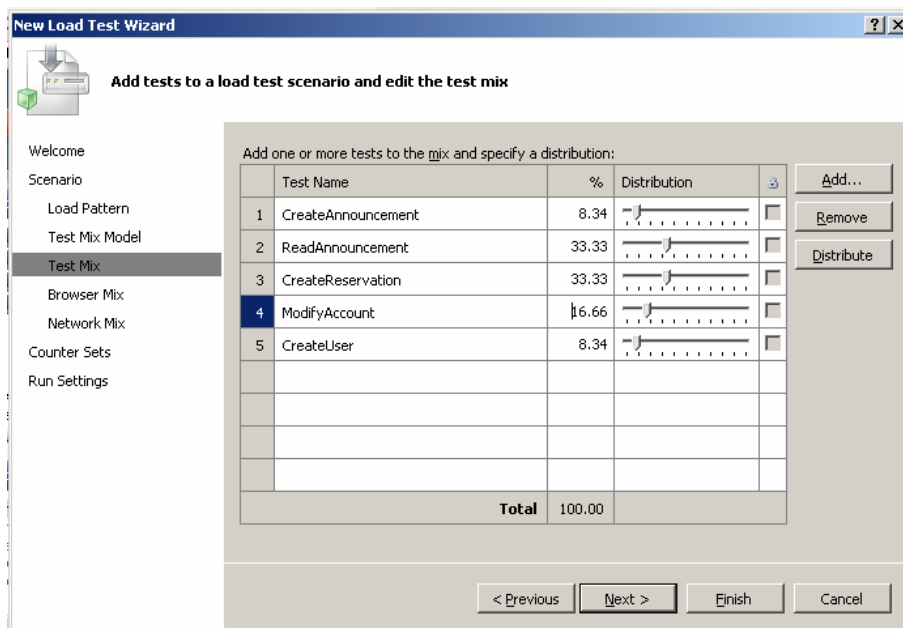 New Load Test Wizard
Add tests to a load test scenario and edit the test mix
Welcome
Scenario
Load Pattern
Test Mix Model
Test Mix
Browser Mix
Network Mix
Counter Sets
Run Settings
Add one or more tests to the mix and specify a distribution:
Test Name % Distribution
1 CreateAnnouncement 8.34
2 ReadAnnouncement 33.33
3 CreateReservation 33.33
4 ModifyAccount 16.66
5 CreateUser 8.34
Total 100.00
Add...
Remove
Distribute
< Previous
Next >
Finish
Cancel